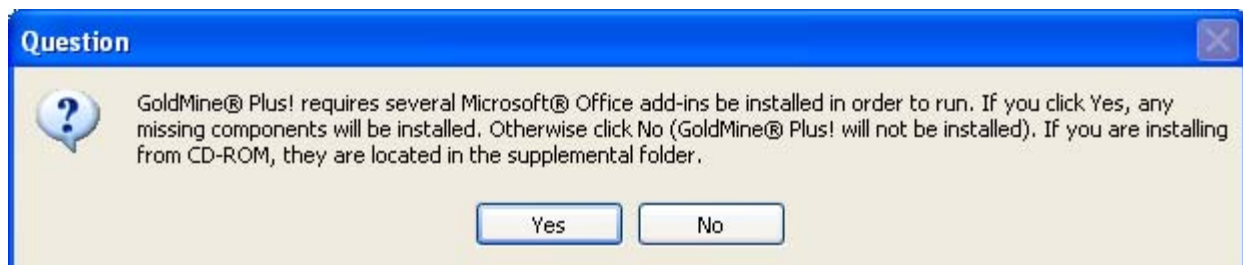 Question
GoldMine® Plus! requires several Microsoft® Office add-ins be installed in order to run. If you click Yes, any
missing components will be installed. Otherwise click No (GoldMine® Plus! will not be installed). If you are installing
from CD-ROM, they are located in the supplemental folder.
Yes No